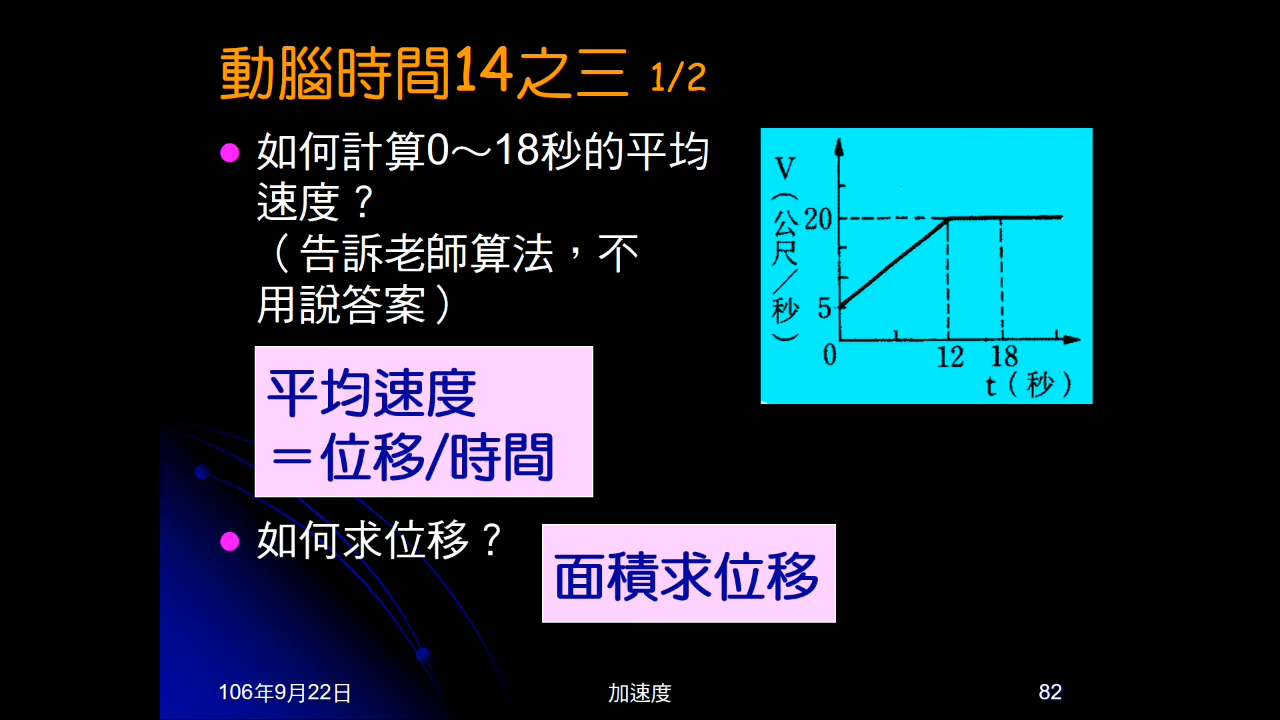 動腦時間14之三 1/2
如何計算0～18秒的平均
速度？
（告訴老師算法，不
用說答案）
平均速度
＝位移/時間
如何求位移？
面積求位移
V（公尺／秒）
20
5
0
12
18
t（秒）
106年9月22日
加速度
82